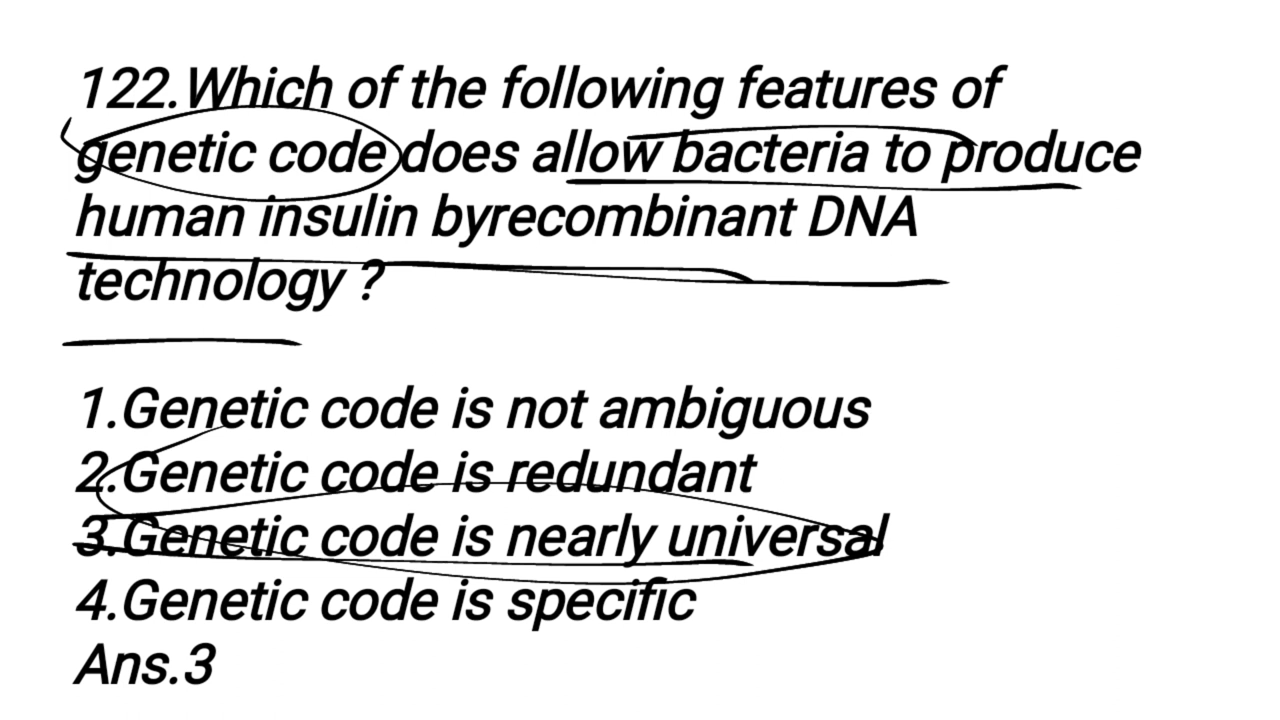 122.Which of the following features of
genetic code does allow bacteria to produce
human insulin byrecombinant DNA
technology ?
1.Genetic code is not ambiguous
2.Genetic code is redundant
3.Genetic code is nearly universal
4.Genetic code is specific
Ans.3